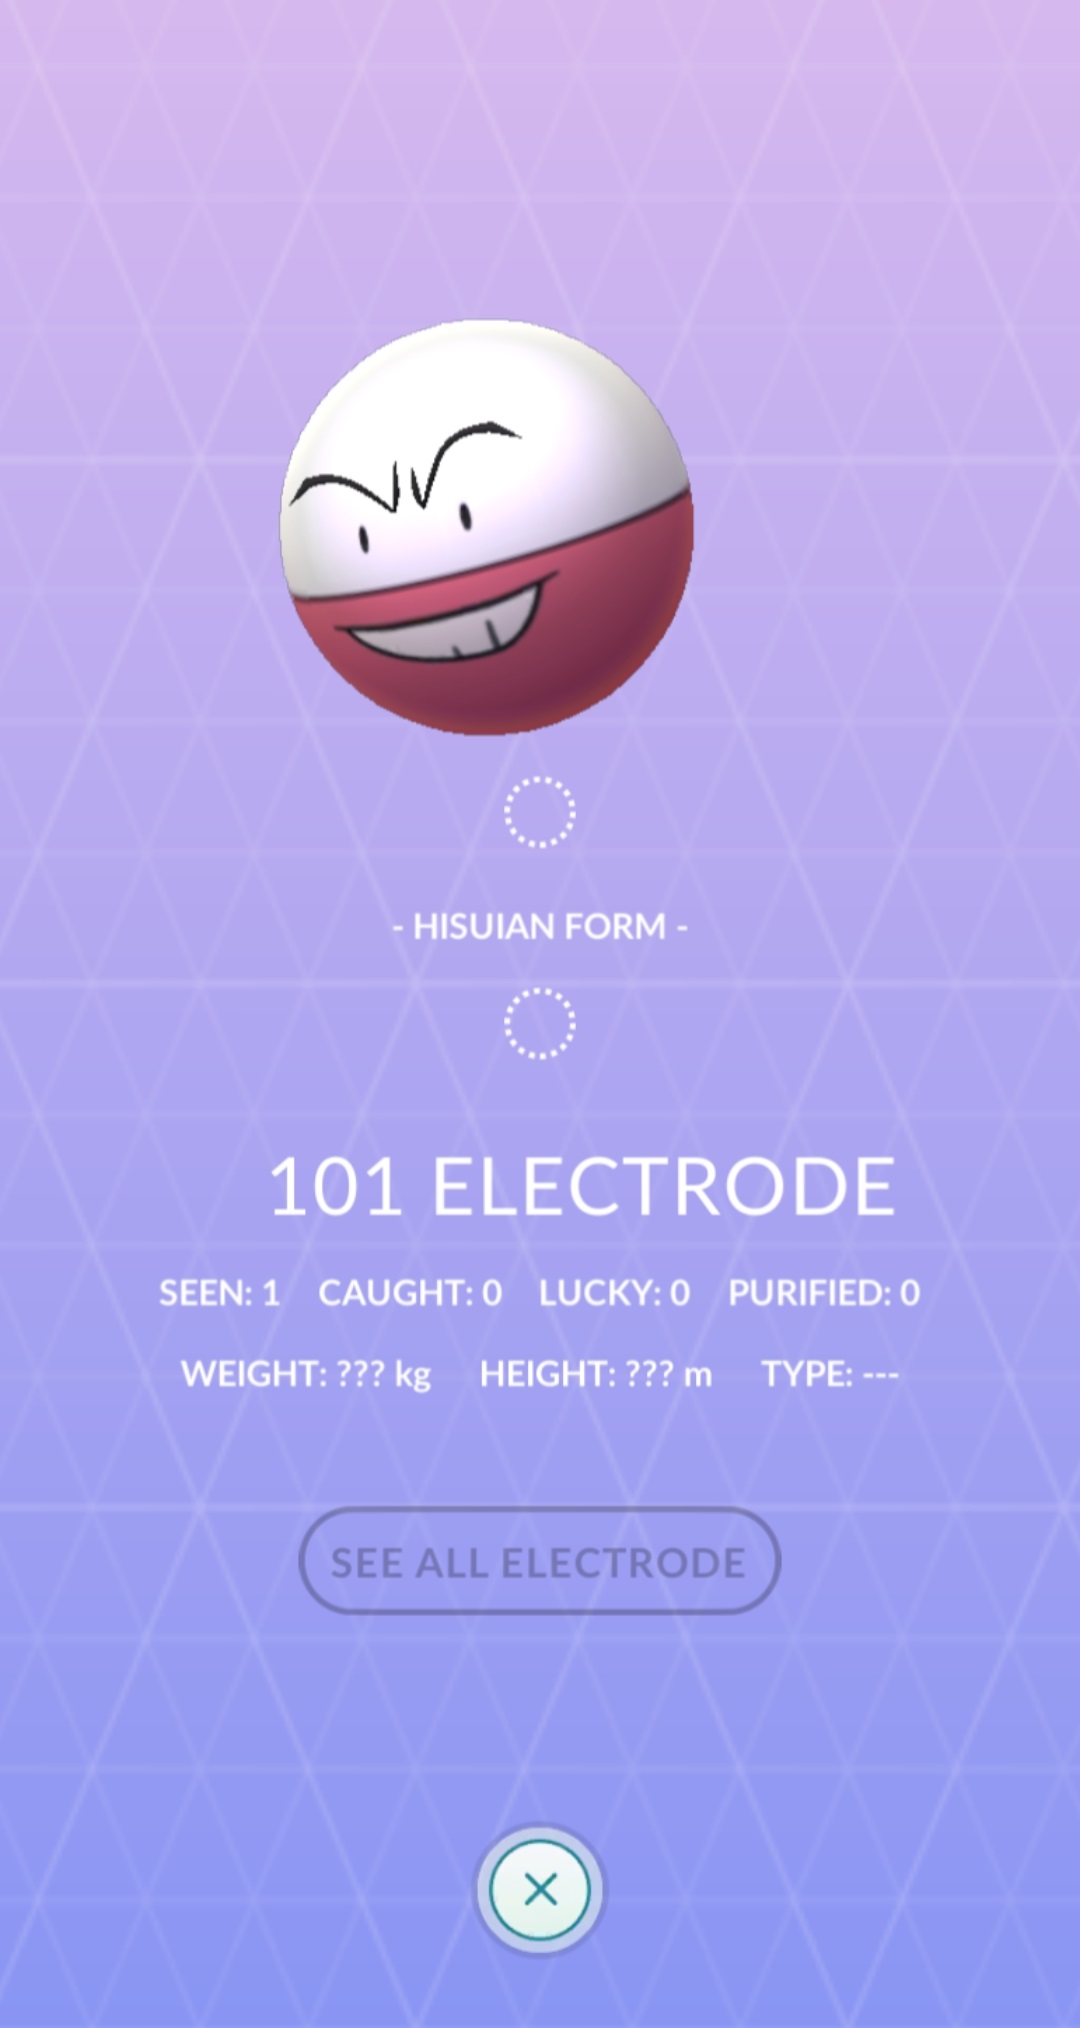 - HISUIAN FORM -
101 ELECTRODE
SEEN: 1 CAUGHT: 0 LUCKY: 0 PURIFIED: 0
WEIGHT: ??? kg HEIGHT: ??? m TYPE: ---
SEE ALL ELECTRODE